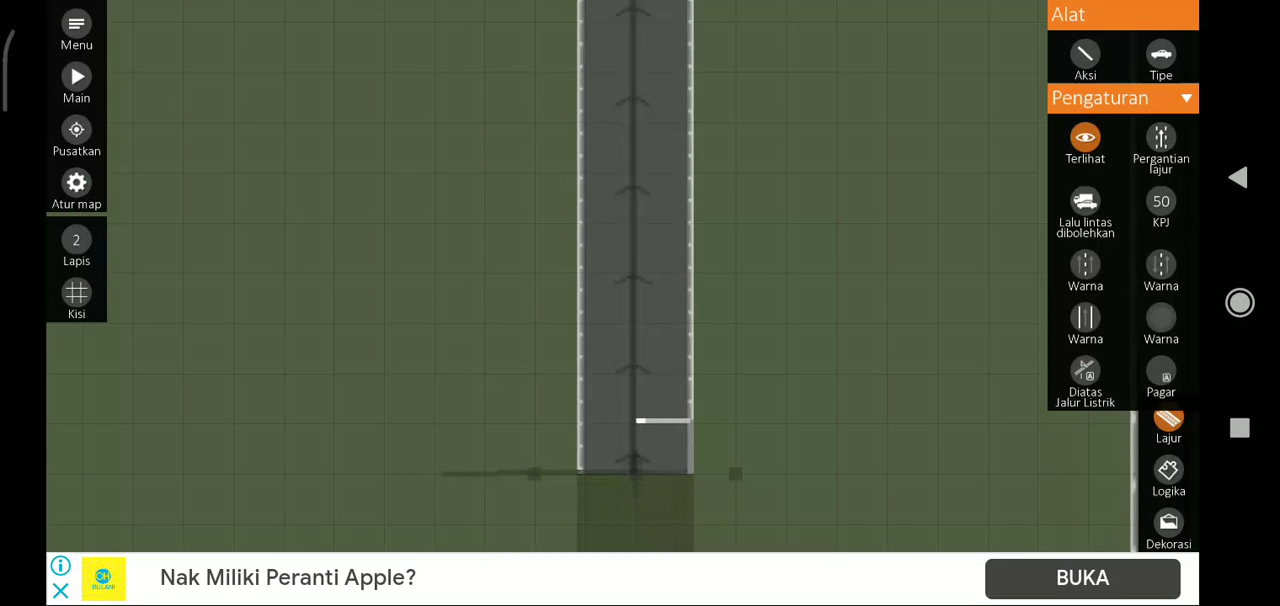 Menu
Main
Pusatkan
Atur map
2
Lapis
Kisi
Alat
Aksi
Tipe
Pengaturan
Terlihat
Pergantian
lajur
Lalu lintas
dibolehkan
50
KPJ
Warna
Warna
Warna
Warna
A
Diatas
Jalur Listrik
A
Pagar
Lajur
Logika
Dekorasi
Nak Miliki Peranti Apple?
BUKA